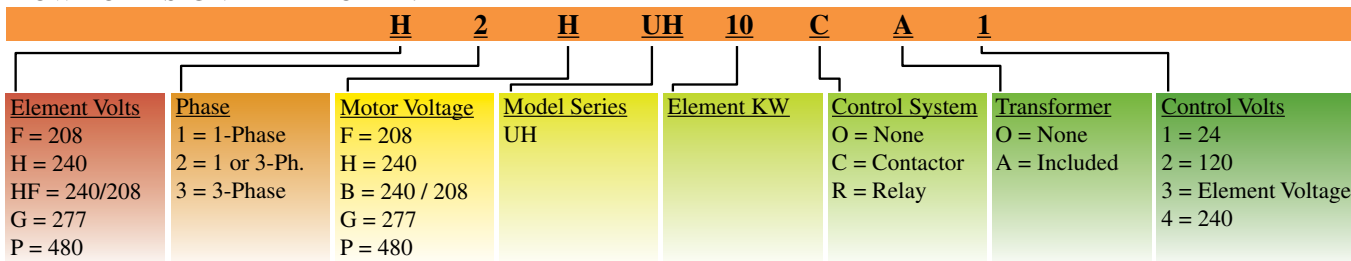 H 2 H UH 10 C A 1
Element Volts
F = 208
H = 240
HF = 240/208
G = 277
P = 480
Phase
1 = 1-Phase
2 = 1 or 3-Ph.
3 = 3-Phase
Motor Voltage
F = 208
H = 240
B = 240 / 208
G = 277
P = 480
Model Series
UH
Element KW
Control System
O = None
C = Contactor
R = Relay
Transformer
O = None
A = Included
Control Volts
1 = 24
2 = 120
3 = Element Voltage
4 = 240